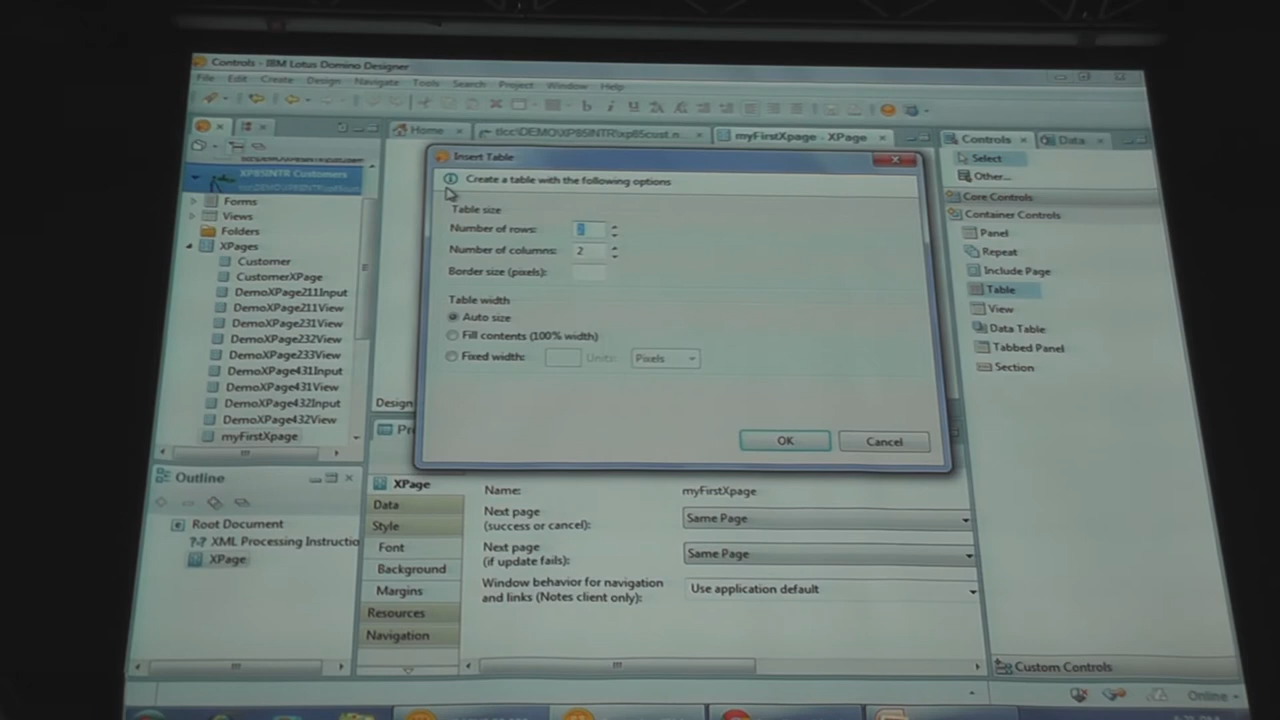 Controls - IBM Lotus Domino Designer
File Edit Create Design Navigate Tools Search Project Window Help
Home
myFirstXpage - XPage
Controls
Data
XP85INTR Customers
Forms
Views
Folders
XPages
Customer
CustomerXPage
DemoXPage211Input
DemoXPage211View
DemoXPage231View
DemoXPage232View
DemoXPage233View
DemoXPage431Input
DemoXPage431View
DemoXPage432Input
DemoXPage432View
myFirstXpage
Outline
Root Document
XML Processing Instructio
XPage
Insert Table
Create a table with the following options
Table size
Number of rows:
Number of columns: 2
Border size (pixels):
Table width
Auto size
Fill contents (100% width)
Fixed width: Units: Pixels
OK Cancel
Design
Pr
XPage
Data
Style
Font
Background
Margins
Resources
Navigation
Name: myFirstXpage
Next page
(success or cancel): Same Page
Next page
(if update fails): Same Page
Window behavior for navigation
and links (Notes client only): Use application default
Select
Other...
Core Controls
Container Controls
Panel
Repeat
Include Page
Table
View
Data Table
Tabbed Panel
Section
Custom Controls
Online